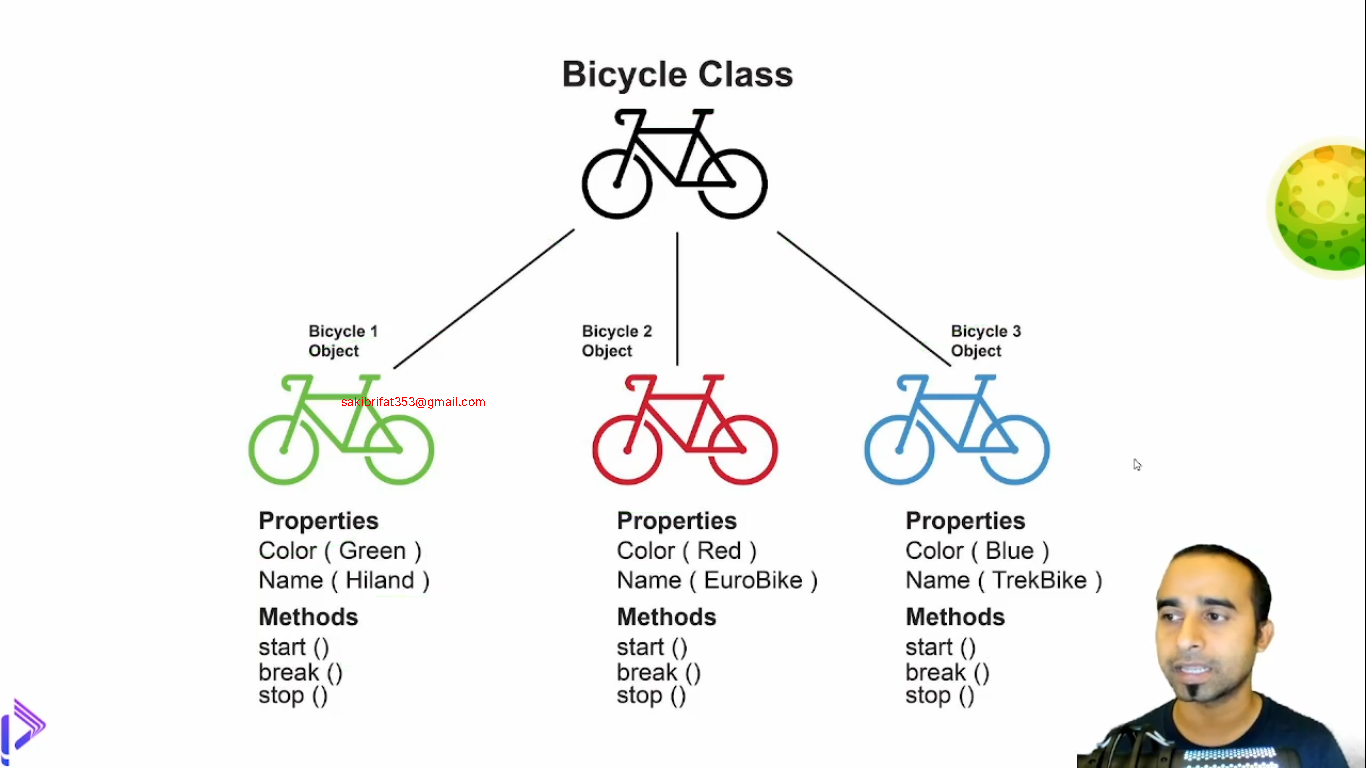 Bicycle Class
Bicycle 1
Object
Bicycle 2
Object
Bicycle 3
Object
sakibrifat353@gmail.com
Properties
Color ( Green )
Name ( Hiland )
Methods
start ()
break ()
stop ()
Properties
Color ( Red )
Name ( EuroBike )
Methods
start ()
break ()
stop ()
Properties
Color ( Blue )
Name ( TrekBike )
Methods
start ()
break ()
stop ()